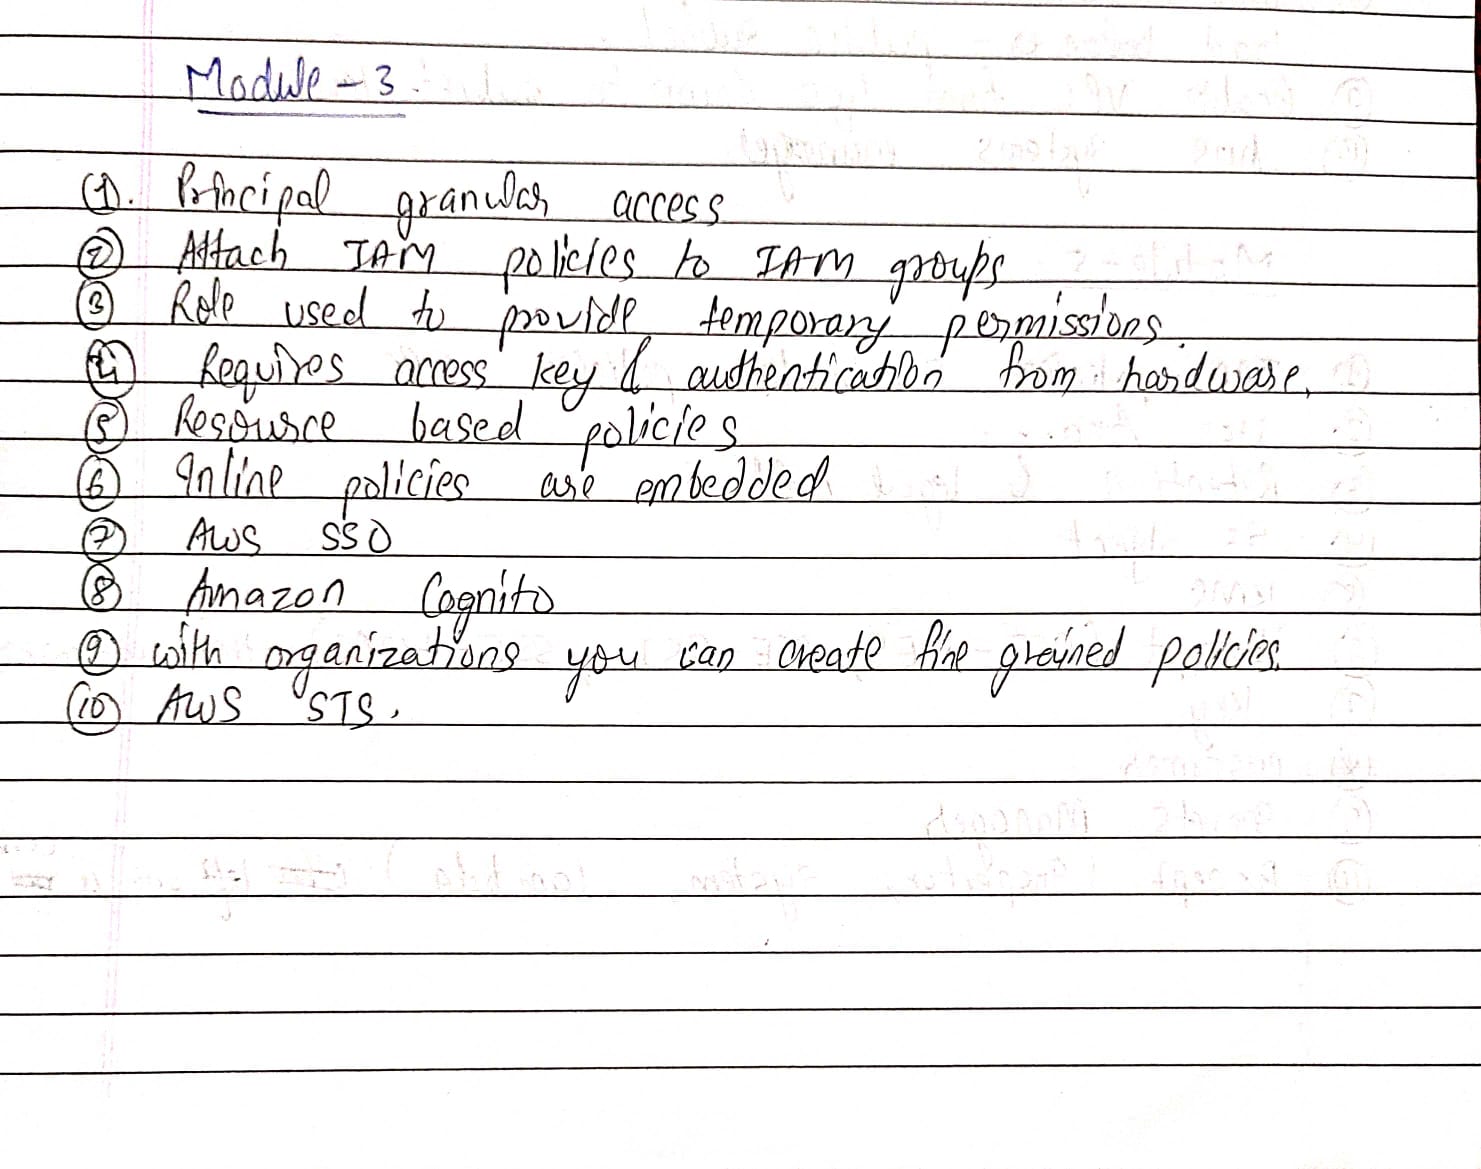 Module - 3.
(1). Principal granular access
(2) Attach IAM policies to IAM groups
(3) Role used to provide temporary permissions.
(4) Requires access key & authentication from hardware.
(5) Resource based policies
(6) Inline policies are embedded
(7) AWS SSO
(8) Amazon Cognito
(9) with organizations you can create fine greined policies.
(10) AWS STS.